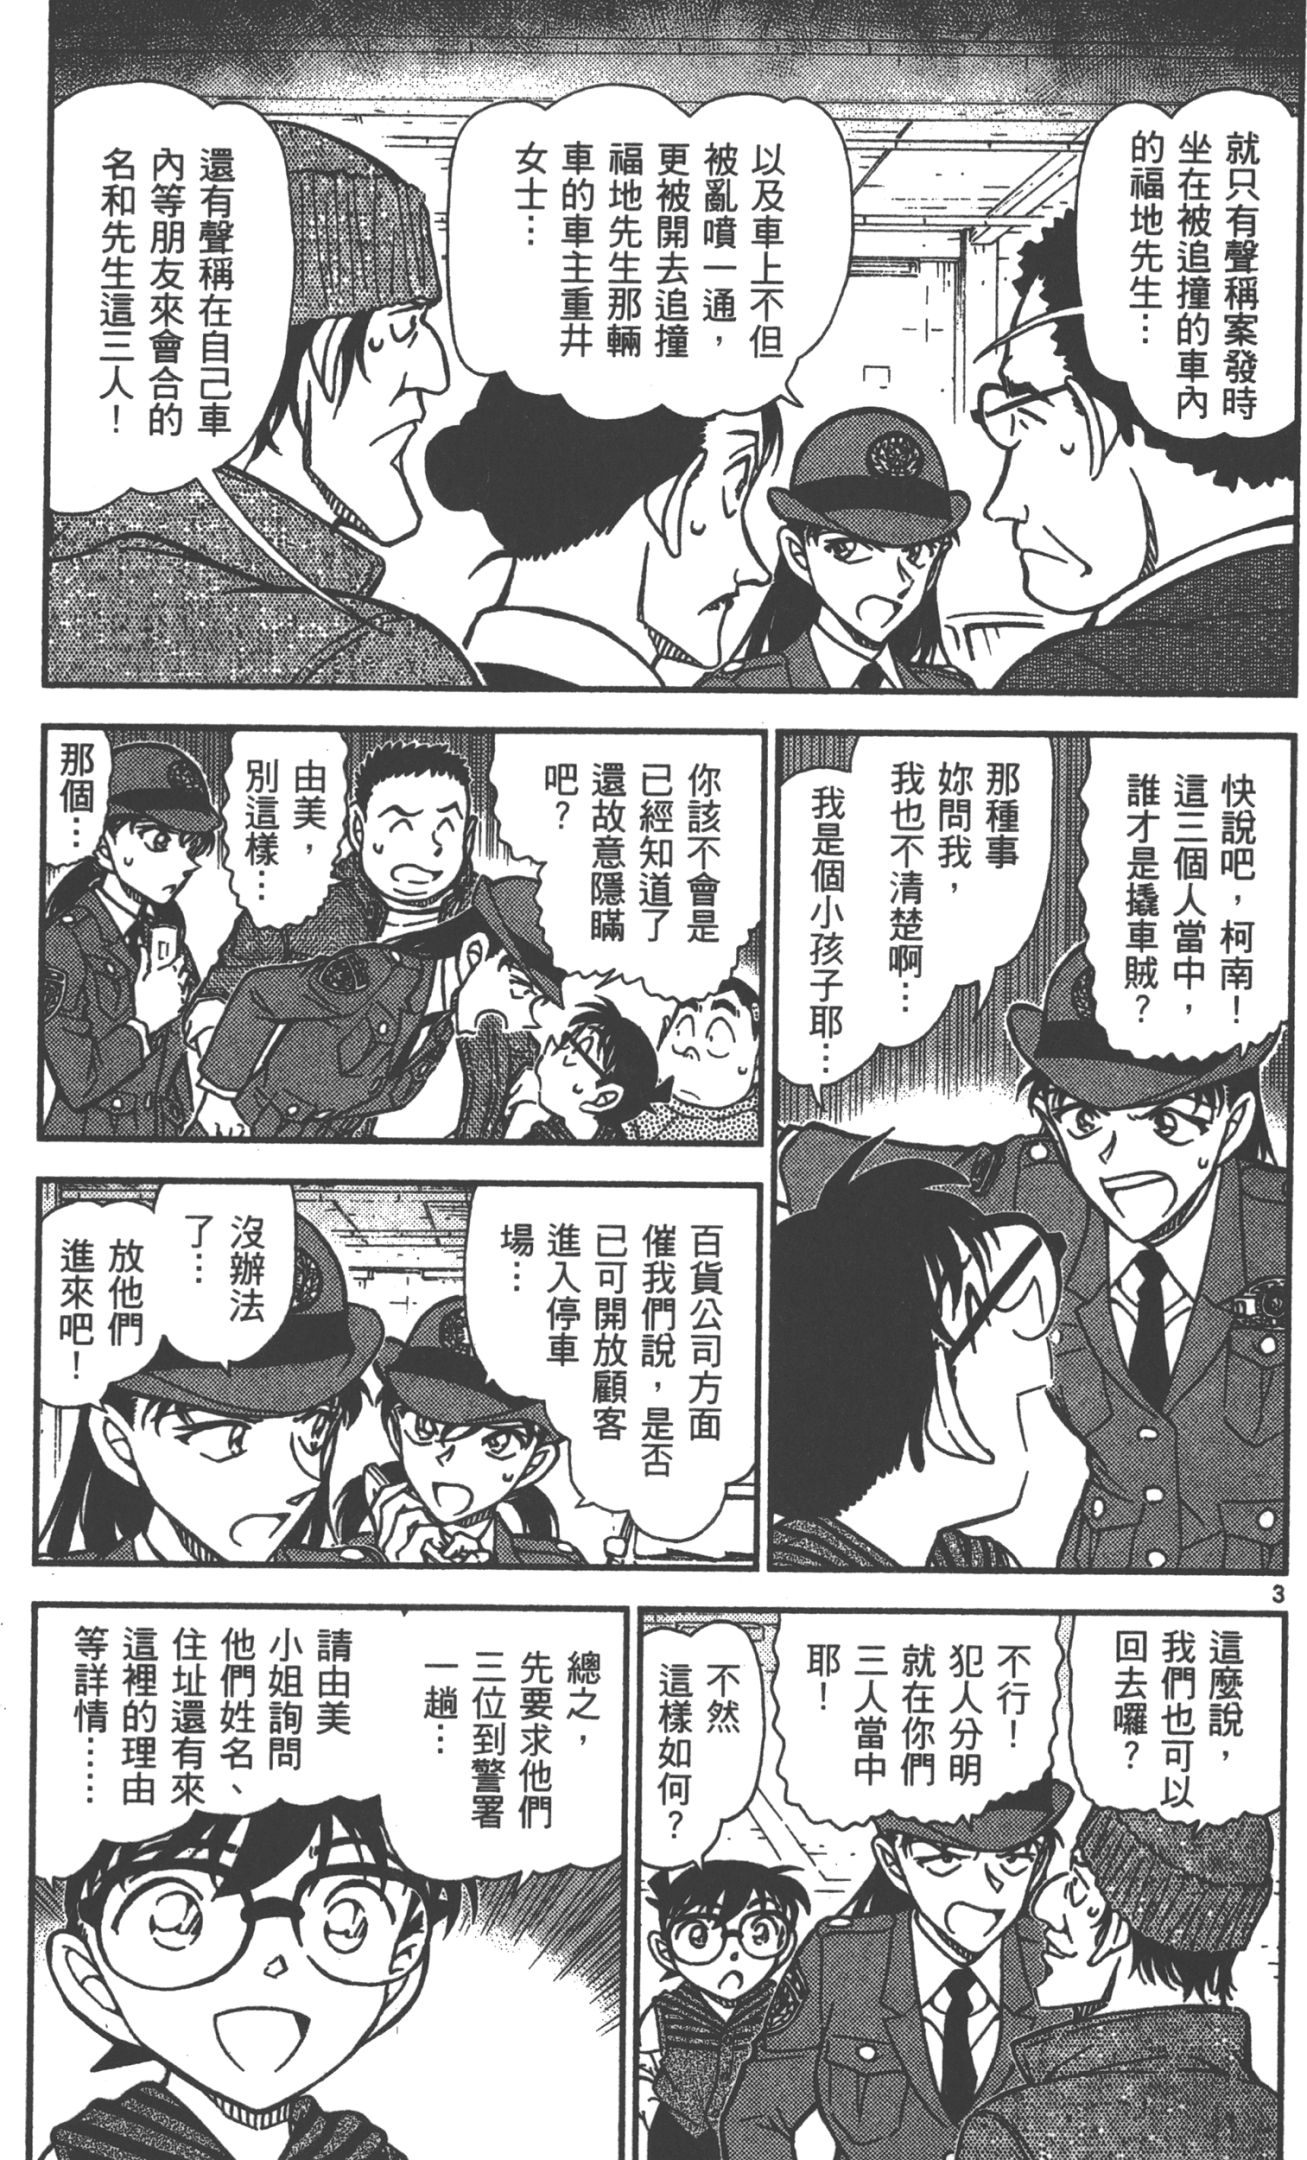 就只有聲稱案發時
坐在被追撞的車內
的福地先生…
以及車上不但
被亂噴一通，
更被開去追撞
福地先生那輛
車的車主重井
女士…
還有聲稱在自己車
內等朋友來會合的
名和先生這三人！
快說吧，柯南！
這三個人當中，
誰才是撬車賊？
那種事
妳問我，
我也不清楚啊…
我是個小孩子耶…
你該不會是
已經知道了
還故意隱瞞
吧？
由美，
別這樣…
那個…
百貨公司方面
催我們說，是否
已可開放顧客
進入停車
場…
沒辦法
了…
放他們
進來吧！
3
這麼說，
我們也可以
回去囉？
不行！
犯人分明
就在你們
三人當中
耶！
不然
這樣如何？
總之，
先要求他們
三位到警署
一趟…
請由美
小姐詢問
他們姓名、
住址還有來
這裡的理由
等詳情……